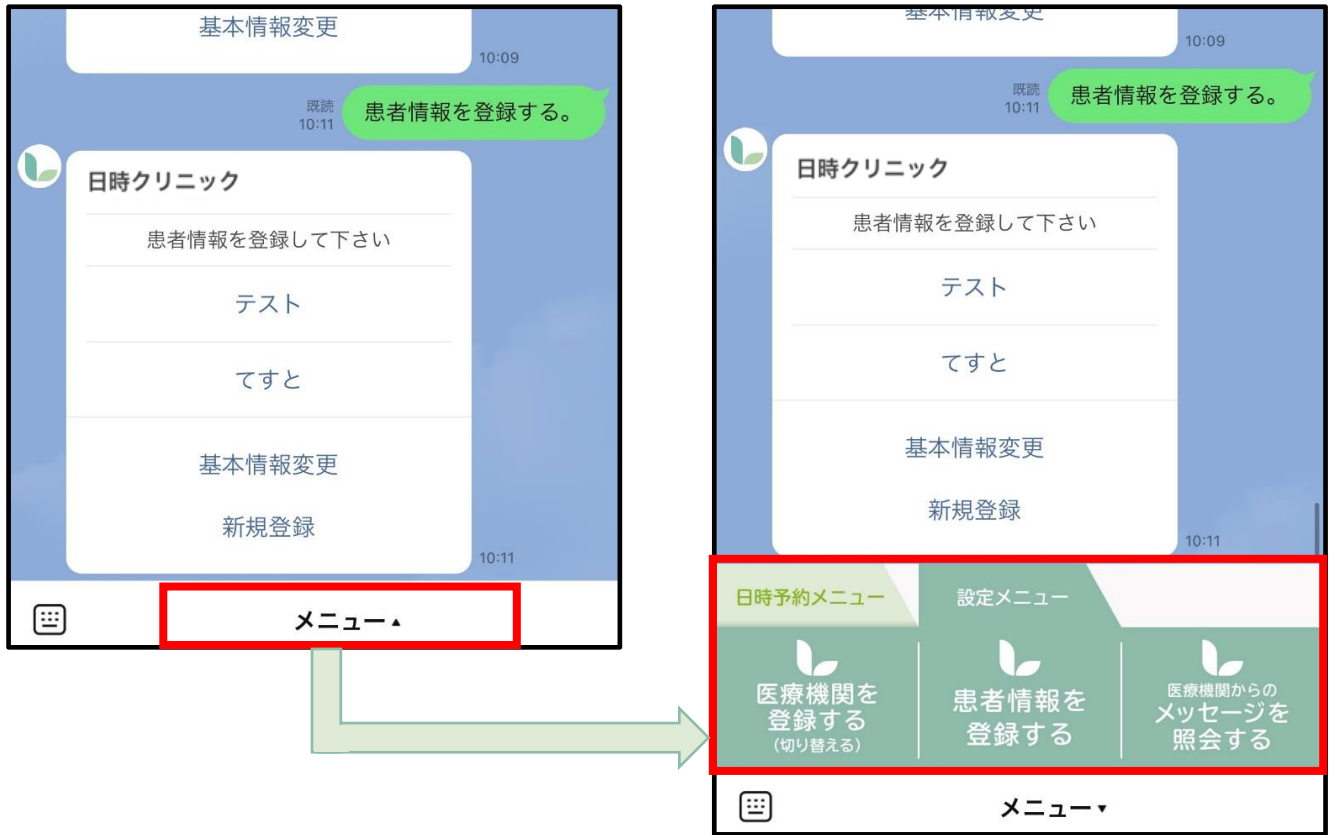 基本情報変更
10:09
既読
10:11
患者情報を登録する。
日時クリニック
患者情報を登録して下さい
テスト
てすと
基本情報変更
新規登録
10:11
メニュー▲
基本情報変更
10:09
既読
10:11
患者情報を登録する。
日時クリニック
患者情報を登録して下さい
テスト
てすと
基本情報変更
新規登録
10:11
日時予約メニュー
設定メニュー
医療機関を
登録する
(切り替える)
患者情報を
登録する
医療機関からの
メッセージを
照会する
メニュー▼